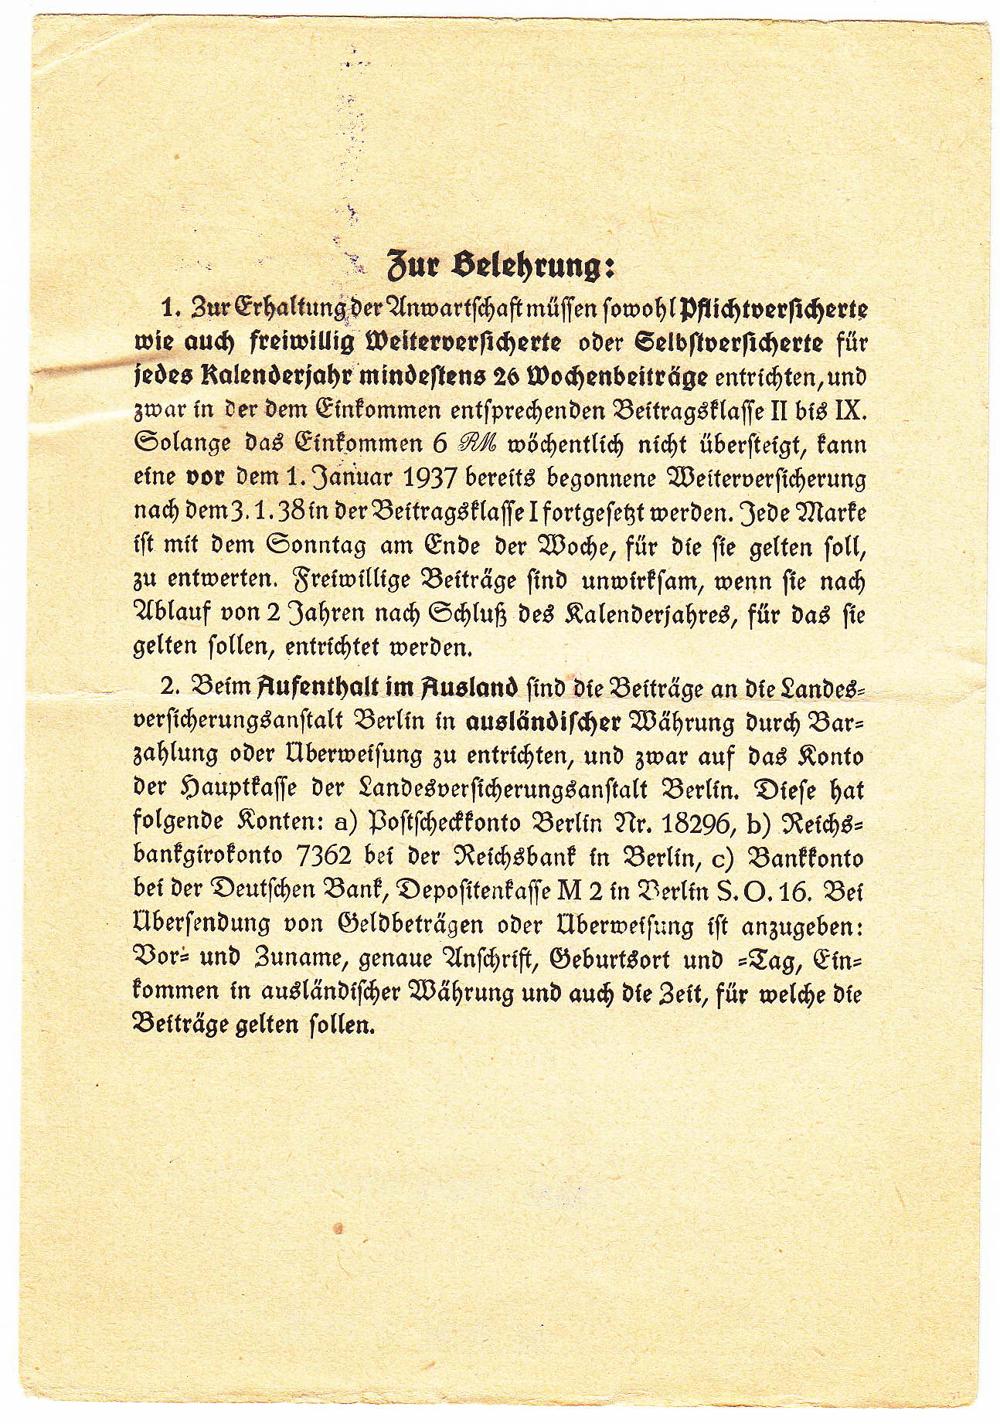 Zur Belehrung:
1. Zur Erhaltung der Anwartschaft müssen sowohl Pflichtversicherte
wie auch freiwillig Weiterversicherte oder Selbstversicherte für
jedes Kalenderjahr mindestens 26 Wochenbeiträge entrichten, und
zwar in der dem Einkommen entsprechenden Beitragsklasse II bis IX.
Solange das Einkommen 6 RM wöchentlich nicht übersteigt, kann
eine vor dem 1. Januar 1937 bereits begonnene Weiterversicherung
nach dem 3. 1. 38 in der Beitragsklasse I fortgesetzt werden. Jede Marke
ist mit dem Sonntag am Ende der Woche, für die sie gelten soll,
zu entwerten. Freiwillige Beiträge sind unwirksam, wenn sie nach
Ablauf von 2 Jahren nach Schluß des Kalenderjahres, für das sie
gelten sollen, entrichtet werden.
2. Beim Aufenthalt im Ausland sind die Beiträge an die Landes-
versicherungsanstalt Berlin in ausländischer Währung durch Bar-
zahlung oder Überweisung zu entrichten, und zwar auf das Konto
der Hauptkasse der Landesversicherungsanstalt Berlin. Diese hat
folgende Konten: a) Postscheckkonto Berlin Nr. 18296, b) Reichs-
bankgirokonto 7362 bei der Reichsbank in Berlin, c) Bankkonto
bei der Deutschen Bank, Depositenkasse M 2 in Berlin S. O. 16. Bei
Übersendung von Geldbeträgen oder Überweisung ist anzugeben:
Vor- und Zuname, genaue Anschrift, Geburtsort und -Tag, Ein-
kommen in ausländischer Währung und auch die Zeit, für welche die
Beiträge gelten sollen.